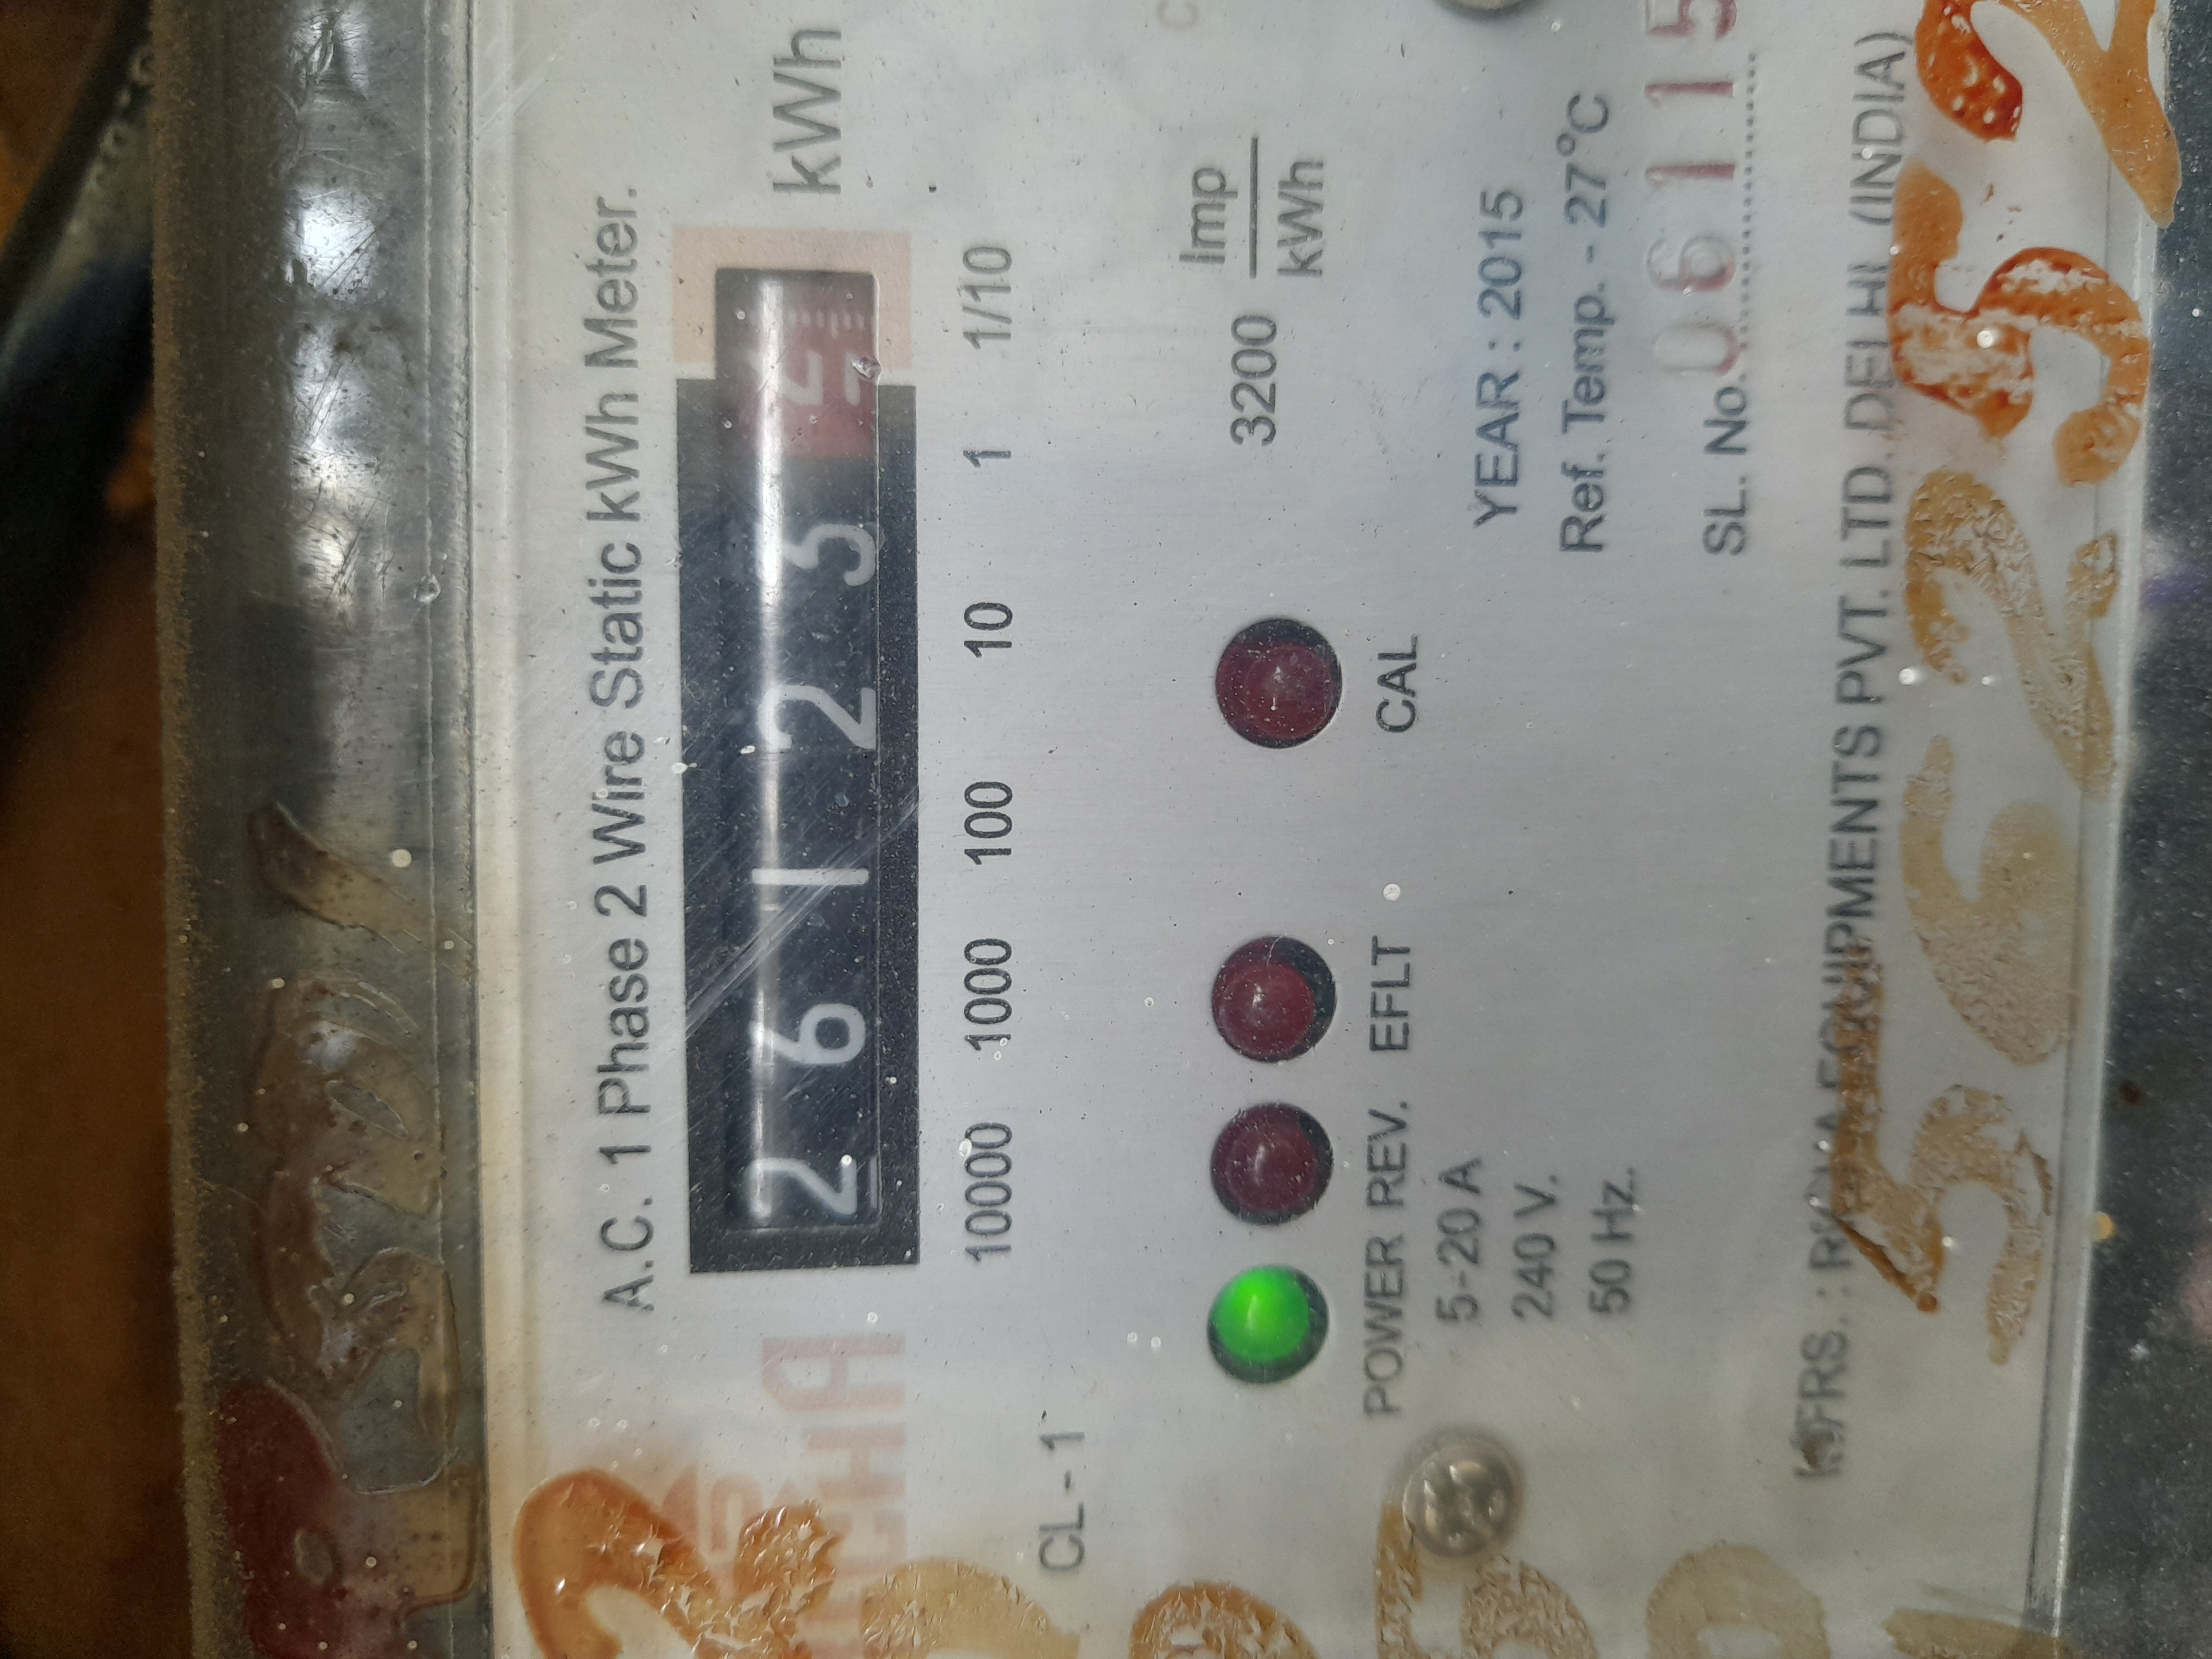 A.C. 1 Phase 2 Wire Static kWh Meter.
2 6 1 2 5 kWh
10000 1000 100 10 1 1/10
CL-1
3200 Imp
kWh
POWER REV. EFLT CAL
5-20 A
240 V.
50 Hz.
YEAR : 2015
Ref. Temp. - 27°C
SL. No. 06115
EQUIPMENTS PVT. LTD. DELHI (INDIA)